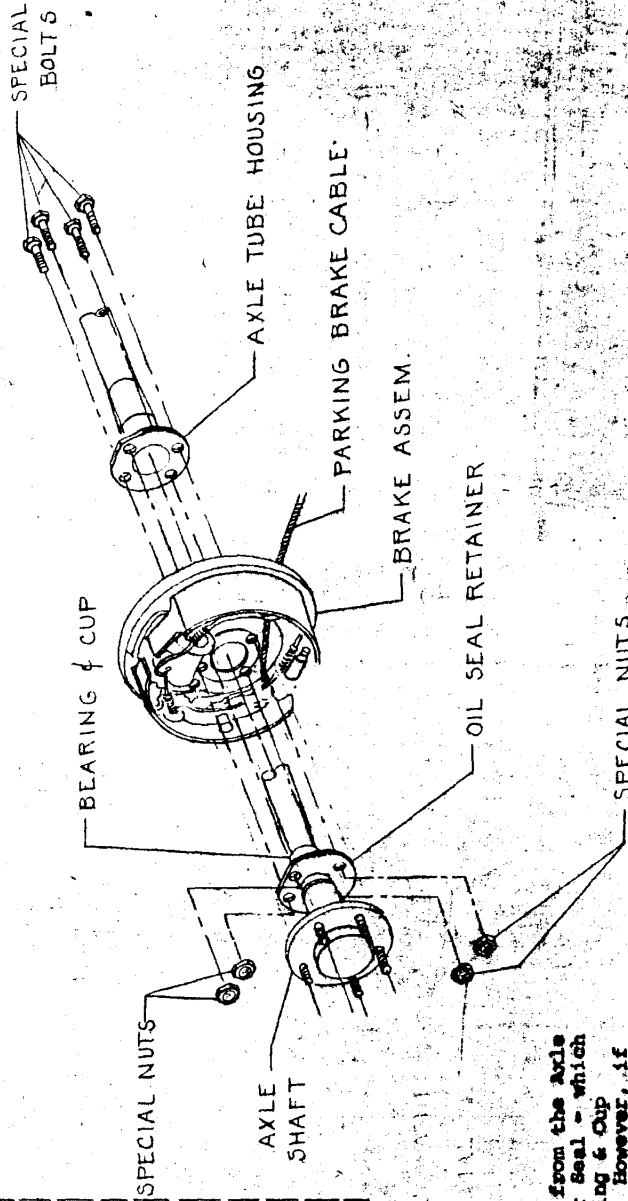 SPECIAL
BOLTS
AXLE TUBE HOUSING
PARKING BRAKE CABLE
BRAKE ASSEM.
BEARING & CUP
OIL SEAL RETAINER
SPECIAL NUTS
SPECIAL NUTS
AXLE
SHAFT
from the Axle
Seal - which
ing & Cup
However, if